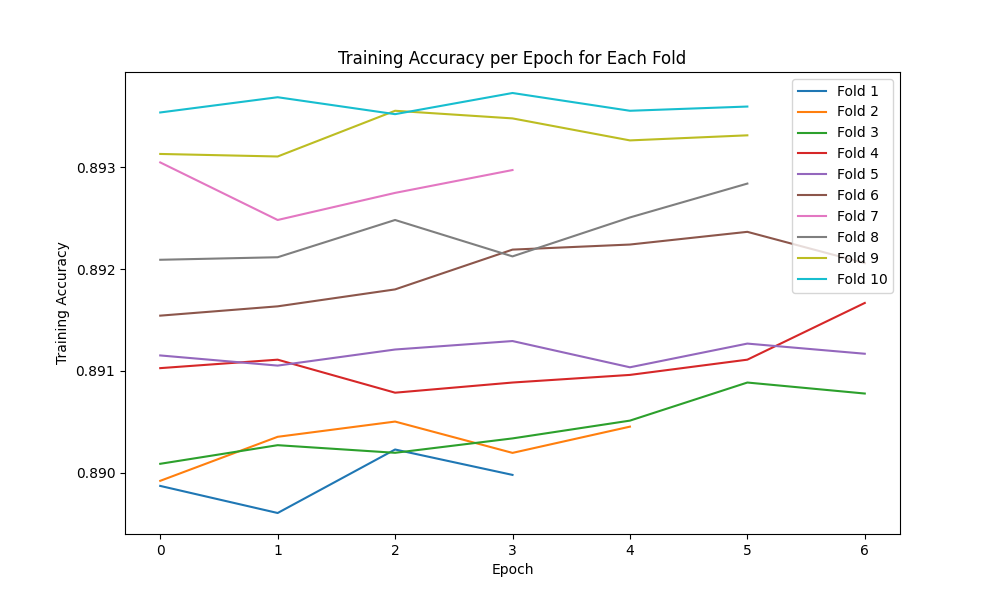 Training Accuracy per Epoch for Each Fold
Training Accuracy
0.893
0.892
0.891
0.890
0 1 2 3 4 5 6
Epoch
Fold 1
Fold 2
Fold 3
Fold 4
Fold 5
Fold 6
Fold 7
Fold 8
Fold 9
Fold 10